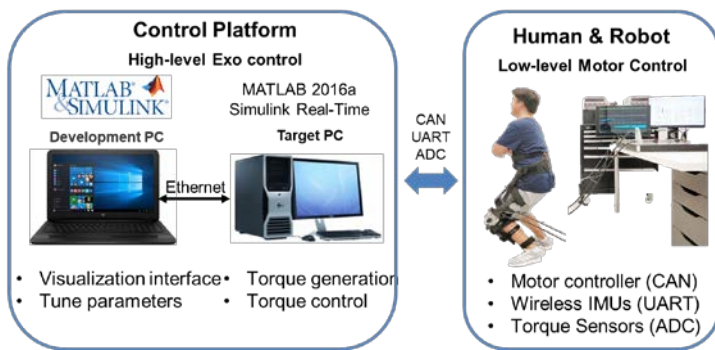 Control Platform
High-level Exo control
MATLAB
&SIMULINK®
MATLAB 2016a
Simulink Real-Time
Development PC
Target PC
Ethernet
• Visualization interface
• Tune parameters
• Torque generation
• Torque control
CAN
UART
ADC
Human & Robot
Low-level Motor Control
• Motor controller (CAN)
• Wireless IMUs (UART)
• Torque Sensors (ADC)